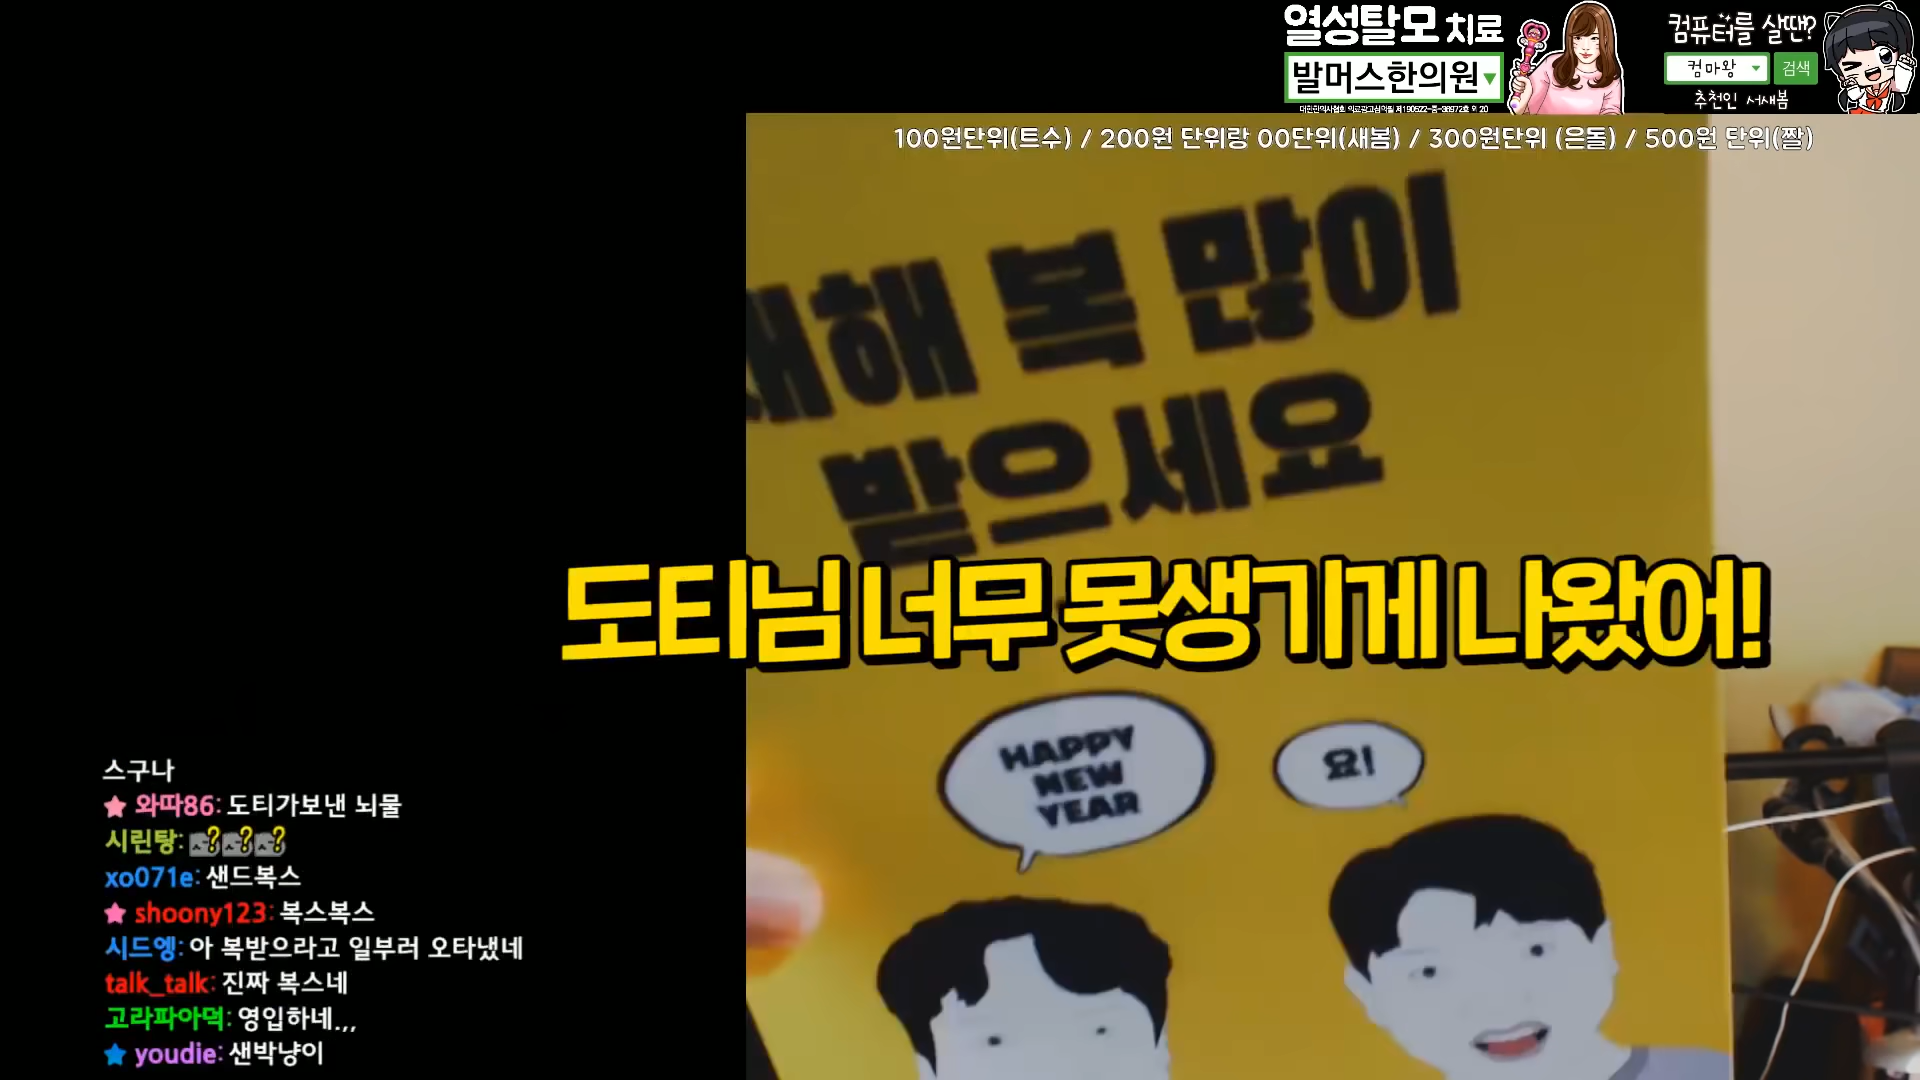 열성탈모 치료
발머스한의원
컴퓨터를 살땐?
컴마왕 검색
추천인 서새봄
100원단위(트수) / 200원 단위랑 00단위(새봄) / 300원단위 (은돌) / 500원 단위(짤)
새해 복 많이
받으세요
도티님 너무 못생기게 나왔어!
HAPPY
NEW
YEAR
요!
스구나
와따86: 도티가보낸 뇌물
시린탕:
xo071e: 샌드복스
shoony123: 복스복스
시드엥: 아 복받으라고 일부러 오타냈네
talk_talk: 진짜 복스네
고라파아덕: 영입하네.,,
youdie: 샌박냥이